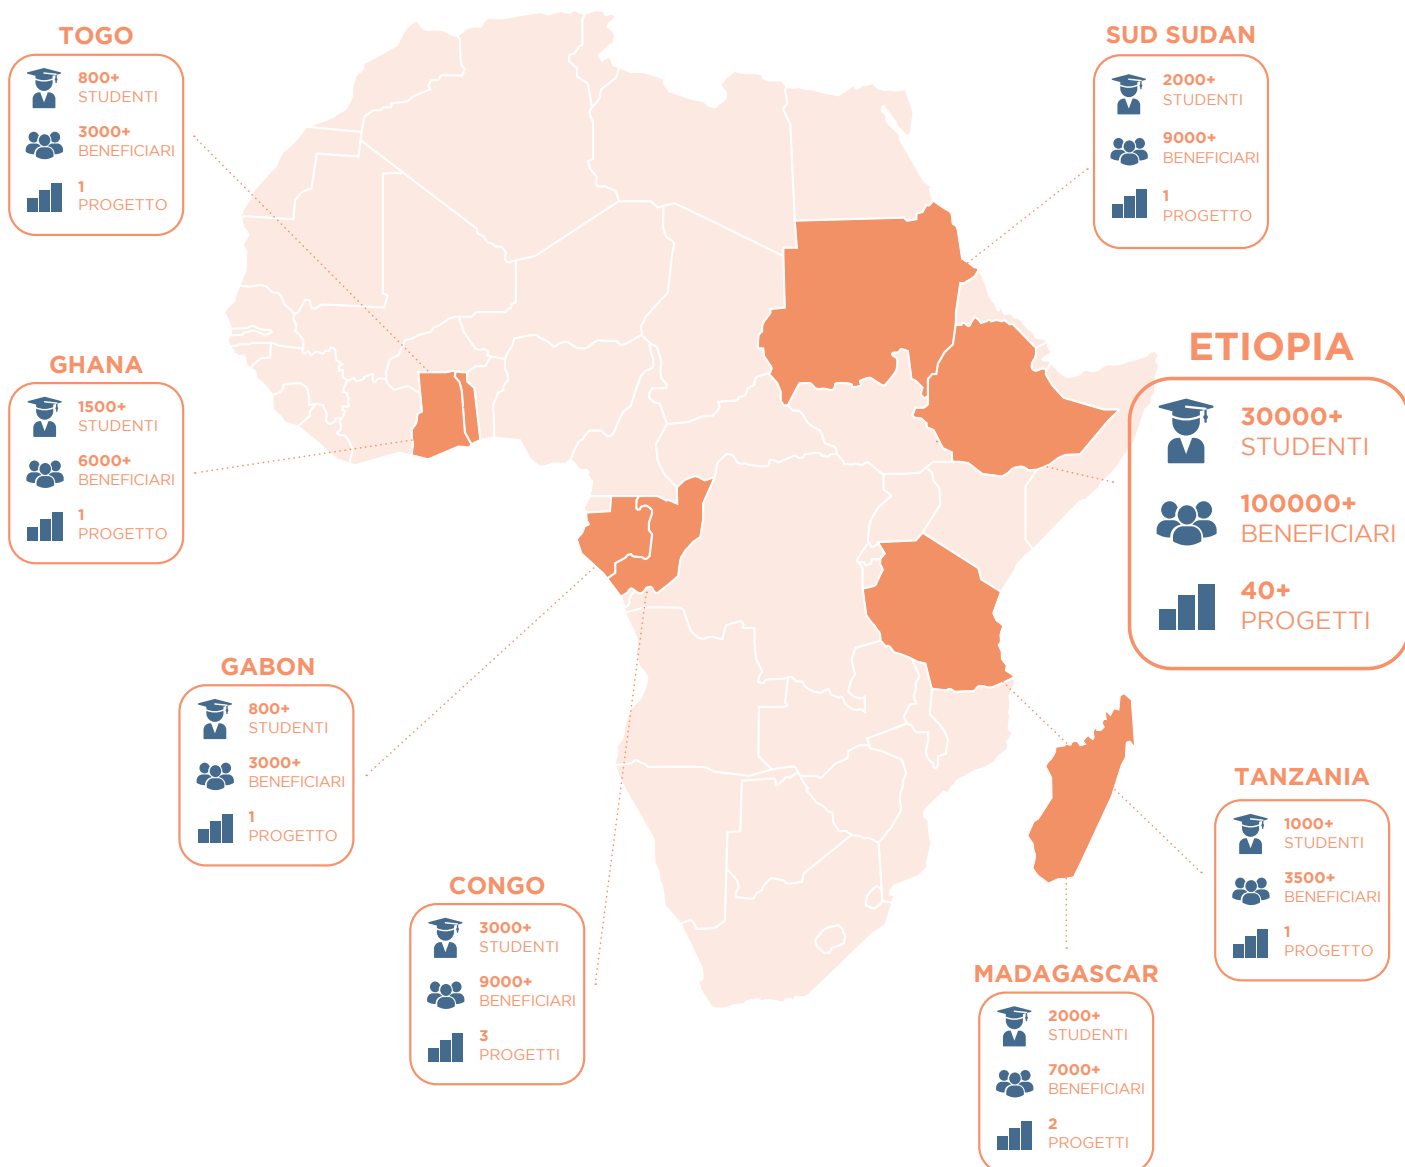 TOGO
800+
STUDENTI
3000+
BENEFICIARI
1
PROGETTO
SUD SUDAN
2000+
STUDENTI
9000+
BENEFICIARI
1
PROGETTO
GHANA
1500+
STUDENTI
6000+
BENEFICIARI
1
PROGETTO
ETIOPIA
30000+
STUDENTI
100000+
BENEFICIARI
40+
PROGETTI
GABON
800+
STUDENTI
3000+
BENEFICIARI
1
PROGETTO
TANZANIA
1000+
STUDENTI
3500+
BENEFICIARI
1
PROGETTO
CONGO
3000+
STUDENTI
9000+
BENEFICIARI
3
PROGETTI
MADAGASCAR
2000+
STUDENTI
7000+
BENEFICIARI
2
PROGETTI